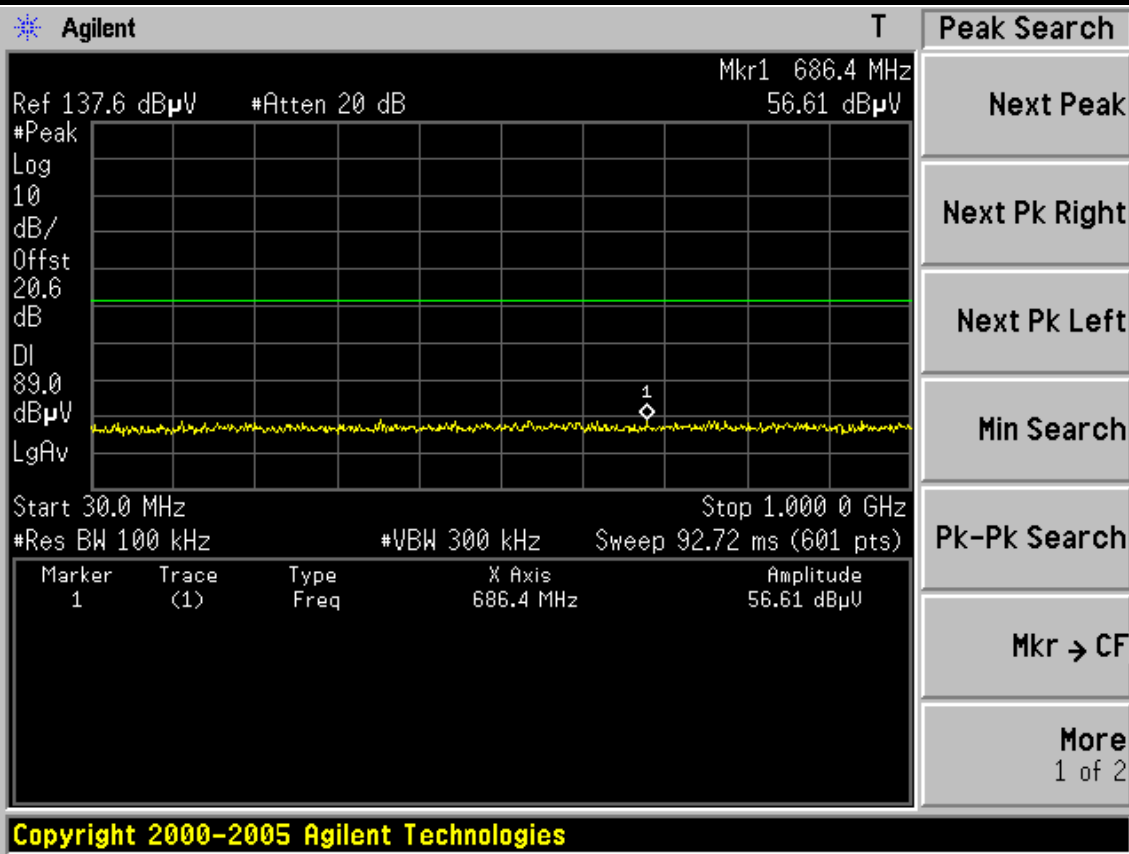 Agilent T Peak Search
Mkr1 686.4 MHz
Ref 137.6 dBµV #Atten 20 dB 56.61 dBµV
#Peak
Log
10
dB/
Offst
20.6
dB
DI
89.0
dBµV
LgAv
1
Start 30.0 MHz Stop 1.000 0 GHz
#Res BW 100 kHz #VBW 300 kHz Sweep 92.72 ms (601 pts)
Marker Trace Type X Axis Amplitude
1 (1) Freq 686.4 MHz 56.61 dBµV
Next Peak
Next Pk Right
Next Pk Left
Min Search
Pk-Pk Search
Mkr → CF
More
1 of 2
Copyright 2000-2005 Agilent Technologies